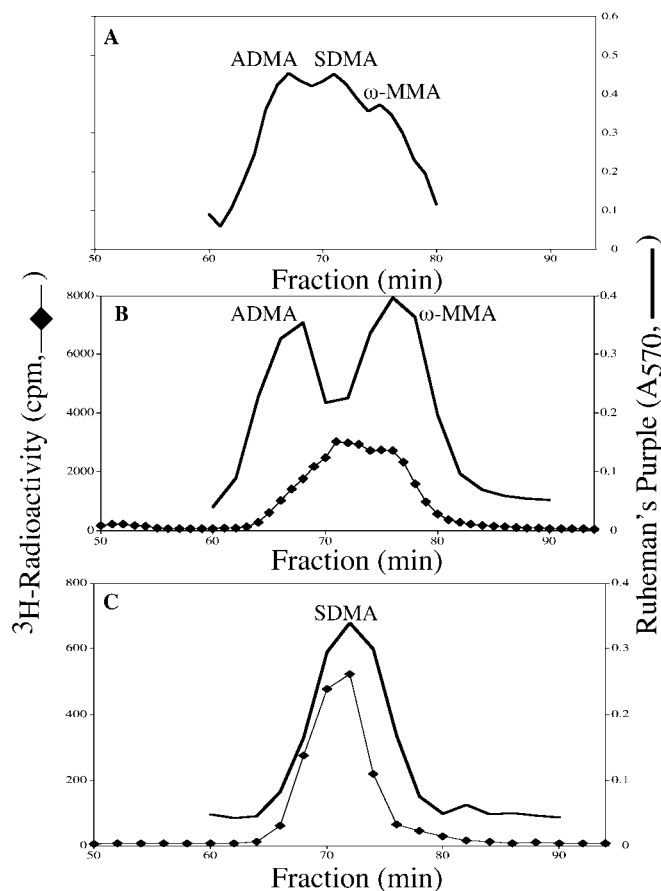 A
ADMA SDMA
ω-MMA
0.6
0.5
0.4
0.3
0.2
0.1
0
50 60 70 80 90
Fraction (min)
B
ADMA ω-MMA
8000
6000
4000
2000
0
0.4
0.3
0.2
0.1
0
50 60 70 80 90
Fraction (min)
C
SDMA
800
600
400
200
0
0.4
0.3
0.2
0.1
0
50 60 70 80 90
Fraction (min)
3H-Radioactivity (cpm, )
Ruheman's Purple (A570, )